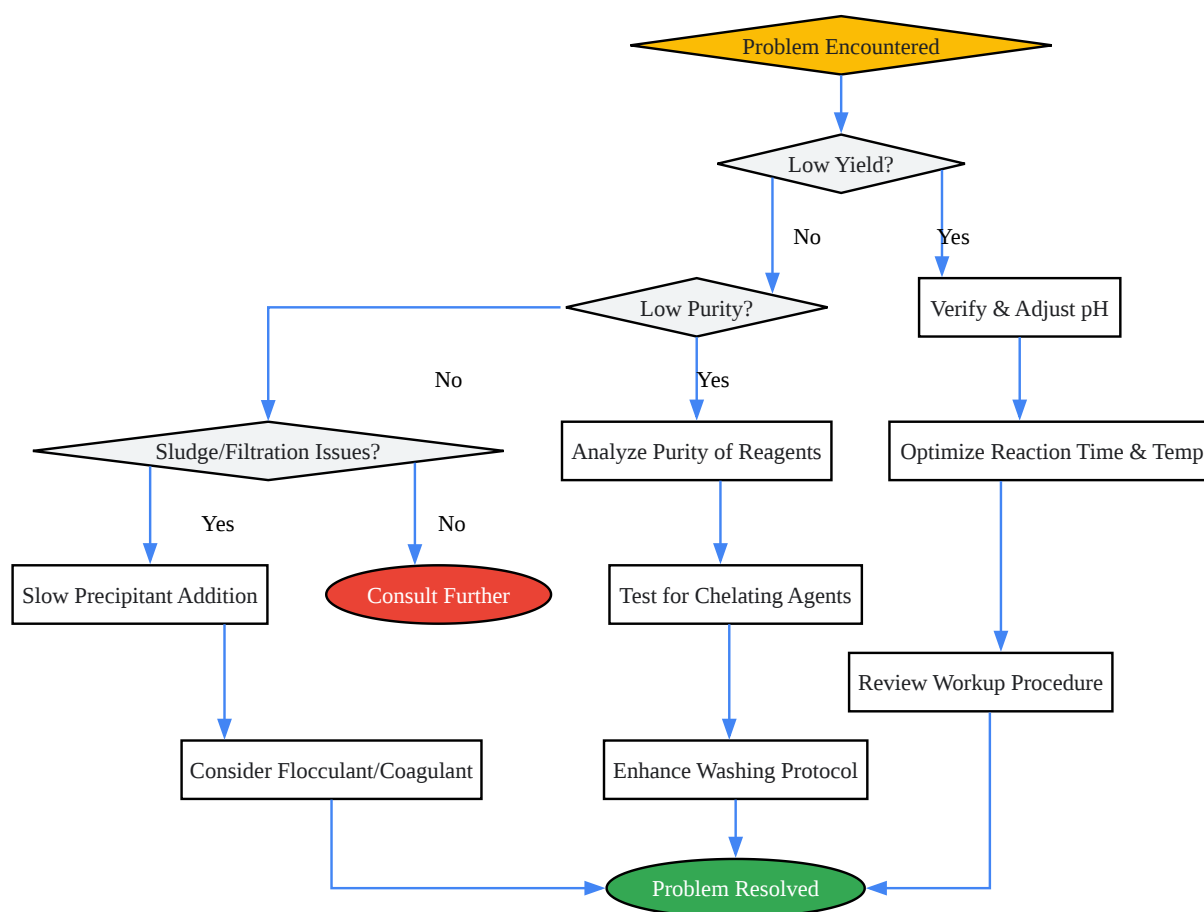 Problem Encountered
Low Yield?
No
Yes
Low Purity?
Verify & Adjust pH
No
Yes
Sludge/Filtration Issues?
Analyze Purity of Reagents
Optimize Reaction Time & Temp
Yes
No
Slow Precipitant Addition
Consult Further
Test for Chelating Agents
Review Workup Procedure
Consider Flocculant/Coagulant
Enhance Washing Protocol
Problem Resolved